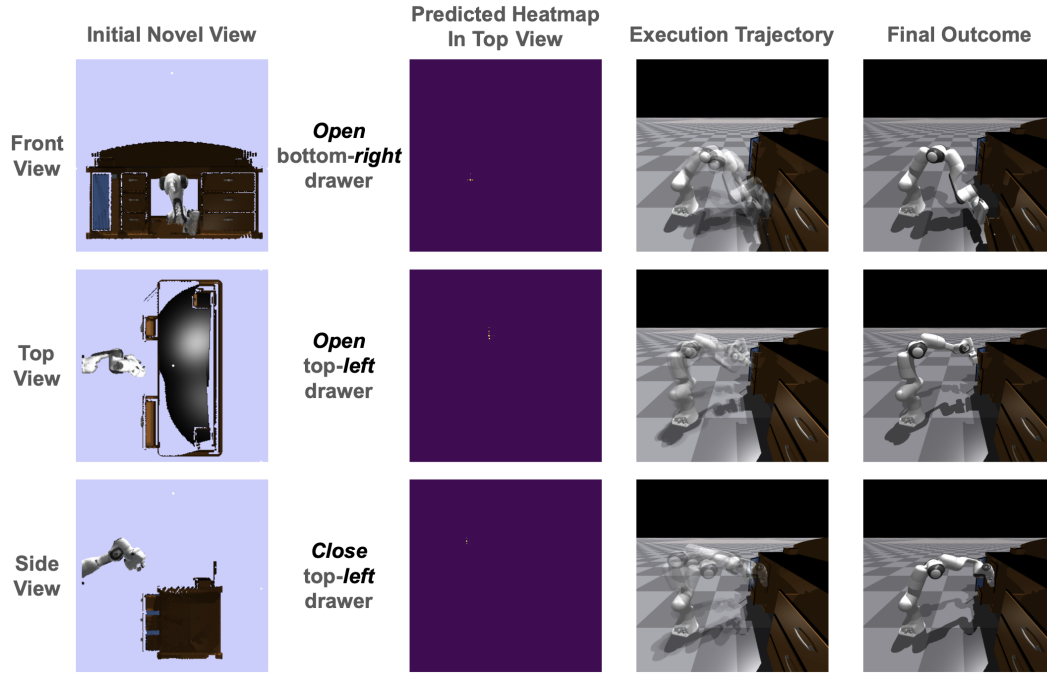 Initial Novel View
Predicted Heatmap
In Top View
Execution Trajectory
Final Outcome
Front
View
Open
bottom-right
drawer
Top
View
Open
top-left
drawer
Side
View
Close
top-left
drawer